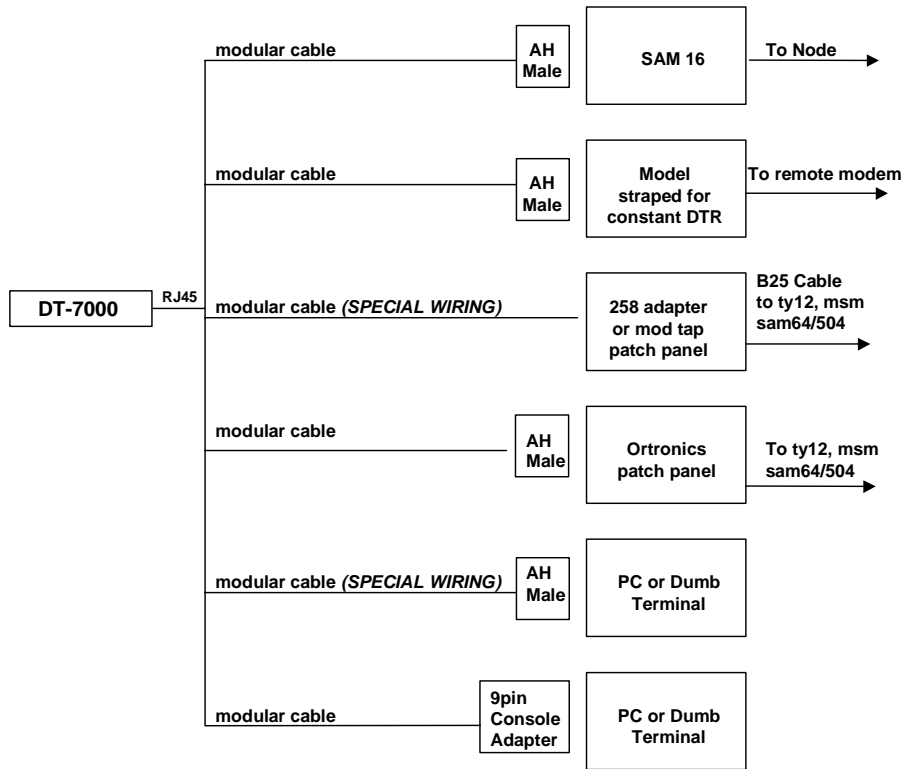 modular cable
AH
Male
SAM 16
To Node
modular cable
AH
Male
Model
straped for
constant DTR
To remote modem
DT-7000
RJ45
modular cable (SPECIAL WIRING)
258 adapter
or mod tap
patch panel
B25 Cable
to ty12, msm
sam64/504
modular cable
AH
Male
Ortronics
patch panel
To ty12, msm
sam64/504
modular cable (SPECIAL WIRING)
AH
Male
PC or Dumb
Terminal
modular cable
9pin
Console
Adapter
PC or Dumb
Terminal